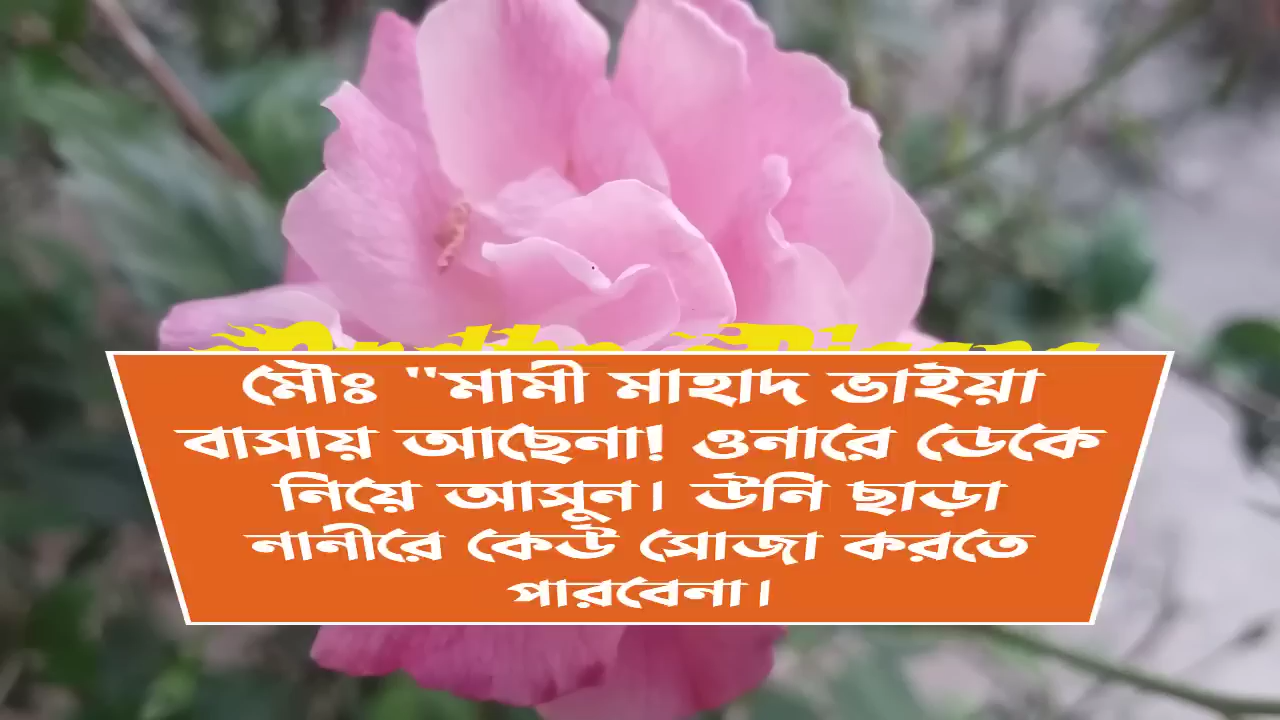 মৌঃ "মামী মাহাদ ভাইয়া
বাসায় আছেনা! ওনারে ডেকে
নিয়ে আসুন। উনি ছাড়া
নানীরে কেউ সোজা করতে
পারবেনা।